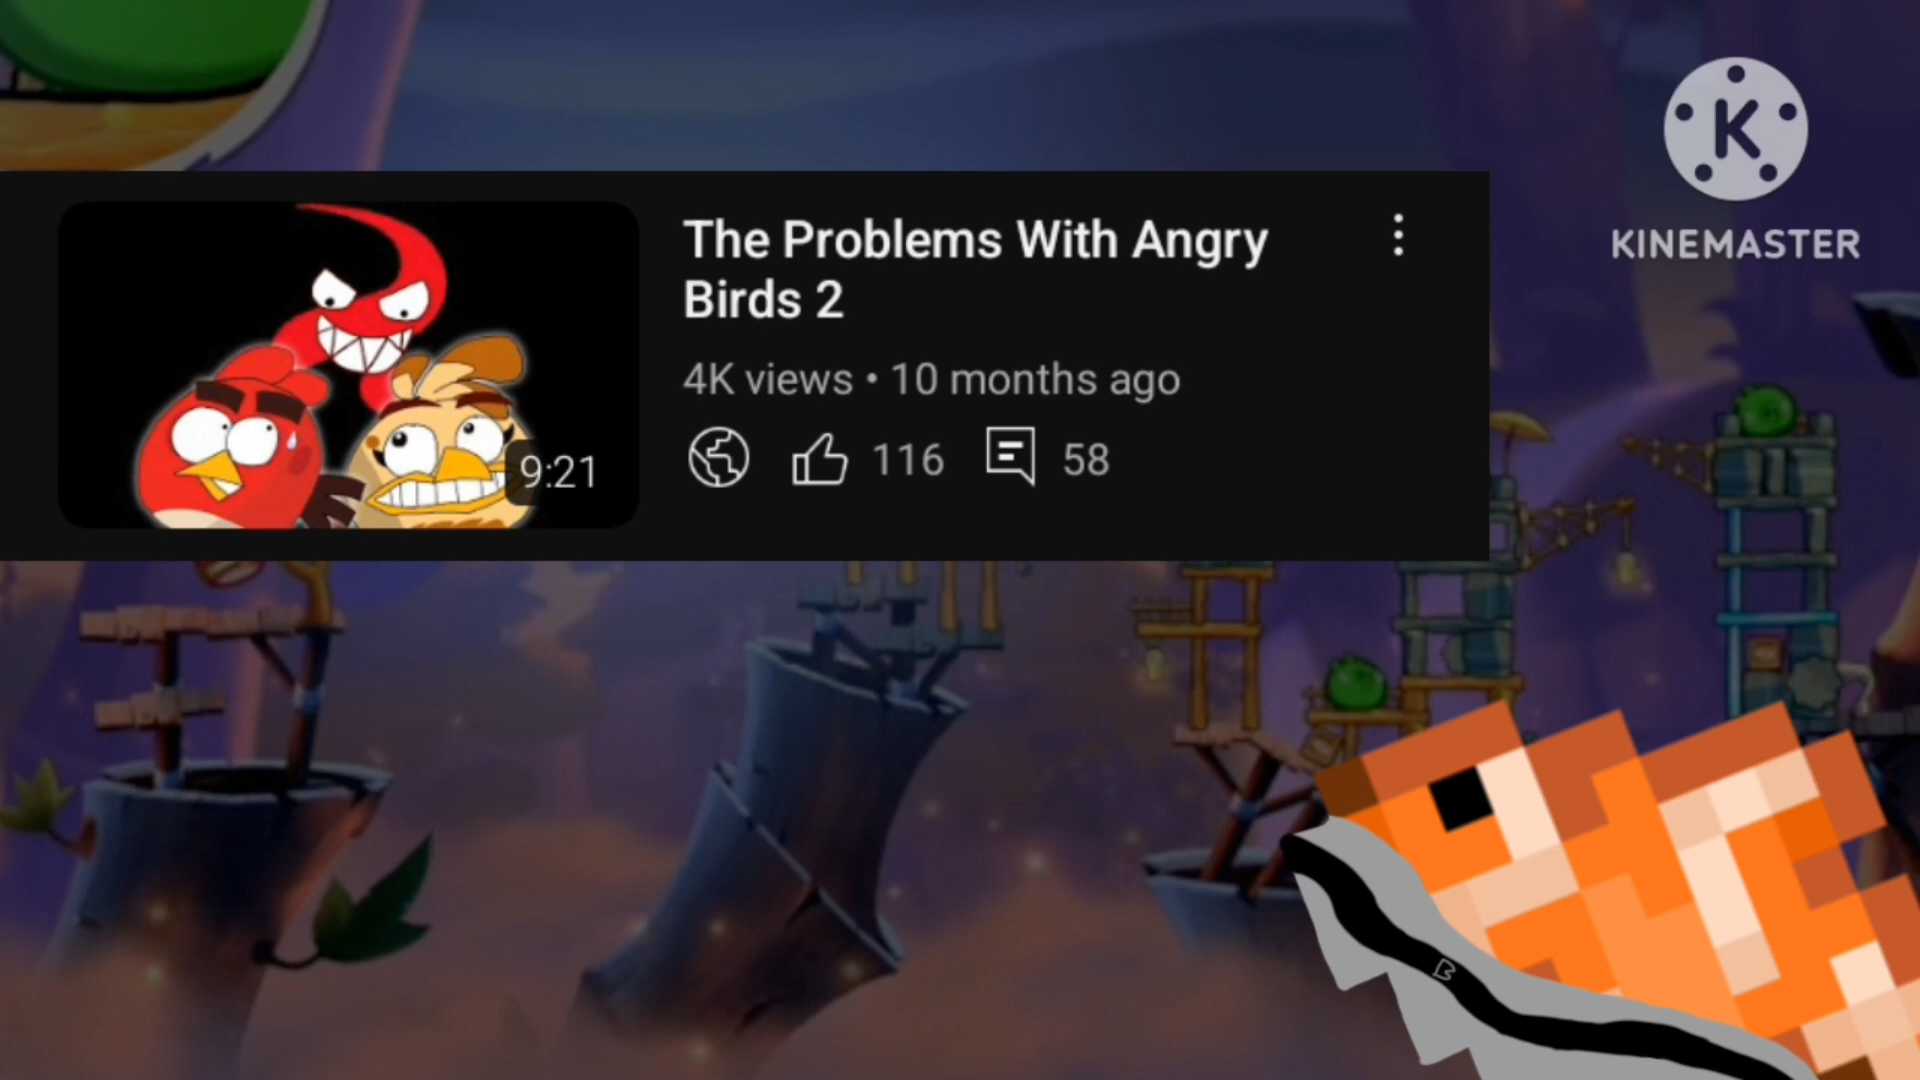 The Problems With Angry
Birds 2
4K views • 10 months ago
116 58
9:21
K
KINEMASTER
B